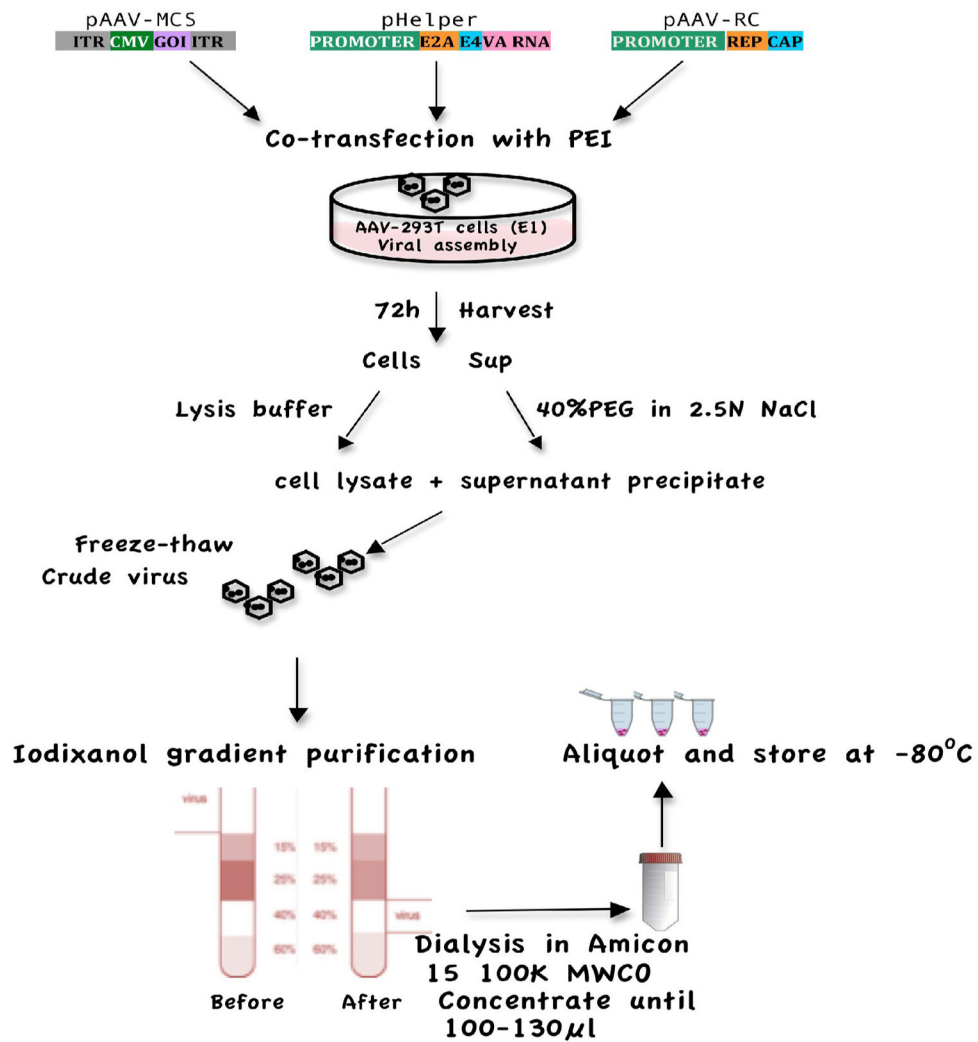 pAAV-MCS
ITR CMV GOI ITR
pHelper
PROMOTER E2A E4 VA RNA
pAAV-RC
PROMOTER REP CAP
Co-transfection with PEI
AAV-293T cells (E1)
Viral assembly
72h Harvest
Cells Sup
Lysis buffer
40%PEG in 2.5N NaCl
cell lysate + supernatant precipitate
Freeze-thaw
Crude virus
Iodixanol gradient purification
virus
15%
25%
40%
60%
Before
15%
25%
40%
60%
virus
After
Dialysis in Amicon
15 100K MWCO
Concentrate until
100-130µl
Aliquot and store at -80°C